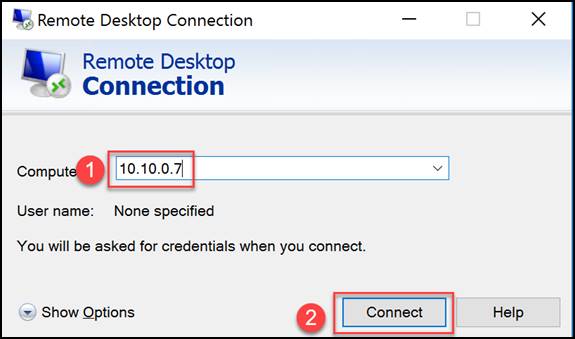 Remote Desktop Connection
Remote Desktop
Connection
Compute 1 10.10.0.7
User name: None specified
You will be asked for credentials when you connect.
Show Options 2 Connect Help